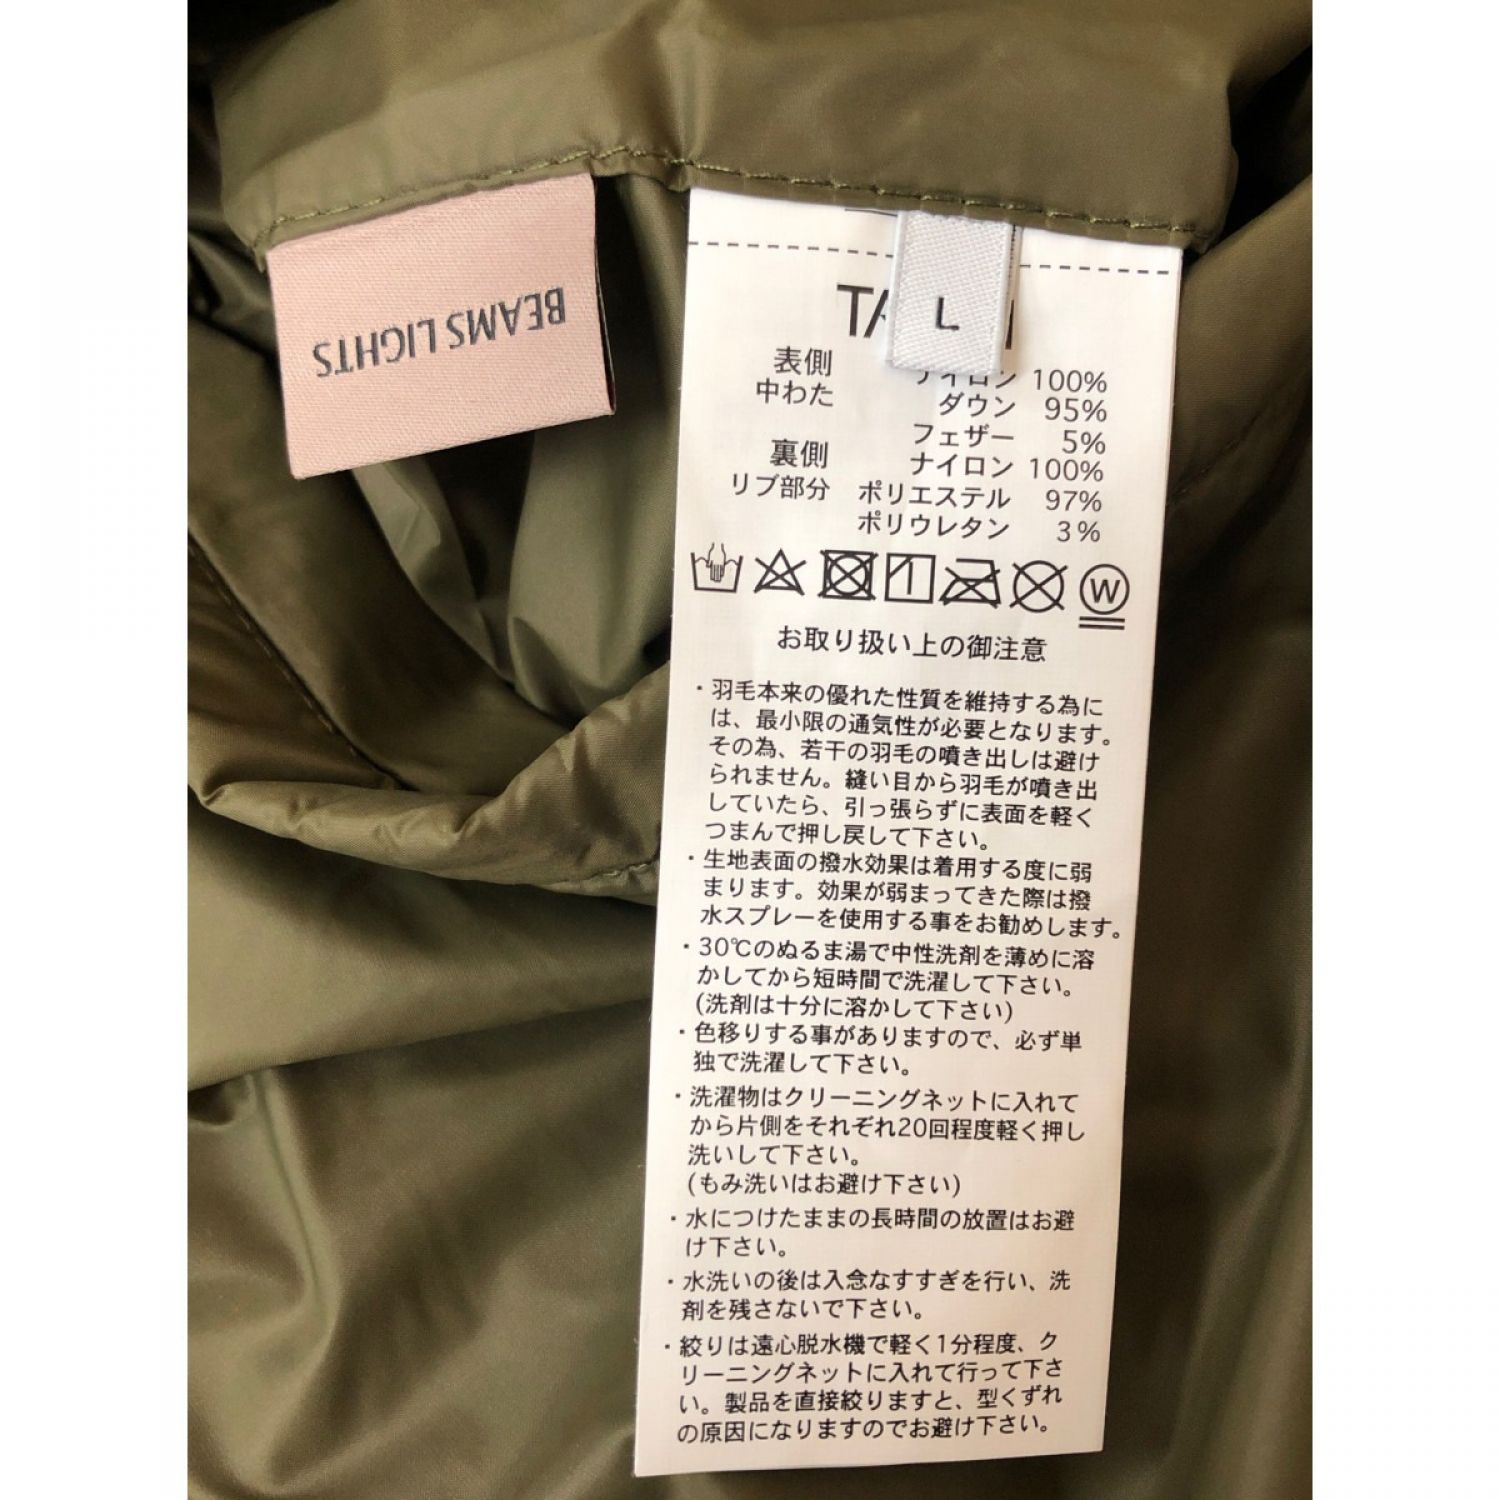 BEAMS LIGHTS
L
表側 ナイロン 100%
中わた ダウン 95%
フェザー 5%
裏側 ナイロン 100%
リブ部分 ポリエステル 97%
ポリウレタン 3%
W
お取り扱い上の御注意
・羽毛本来の優れた性質を維持する為に
は、最小限の通気性が必要となります。
その為、若干の羽毛の噴き出しは避け
られません。縫い目から羽毛が噴き出
していたら、引っ張らずに表面を軽く
つまんで押し戻して下さい。
・生地表面の撥水効果は着用する度に弱
まります。効果が弱まってきた際は撥
水スプレーを使用する事をお勧めします。
・30℃のぬるま湯で中性洗剤を薄めに溶
かしてから短時間で洗濯して下さい。
(洗剤は十分に溶かして下さい)
・色移りする事がありますので、必ず単
独で洗濯して下さい。
・洗濯物はクリーニングネットに入れて
から片側をそれぞれ20回程度軽く押し
洗いして下さい。
(もみ洗いはお避け下さい)
・水につけたままの長時間の放置はお避
け下さい。
・水洗いの後は入念なすすぎを行い、洗
剤を残さないで下さい。
・絞りは遠心脱水機で軽く1分程度、ク
リーニングネットに入れて行って下さ
い。製品を直接絞りますと、型くずれ
の原因になりますのでお避け下さい。